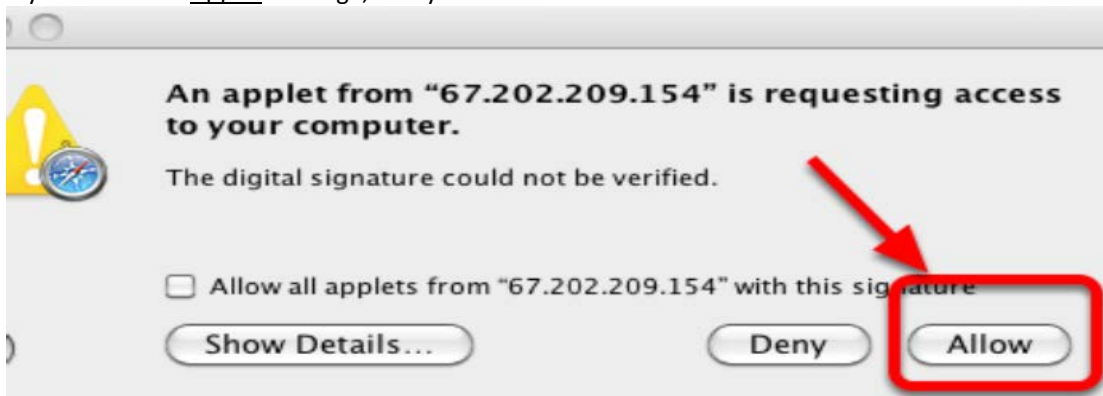 An applet from “67.202.209.154” is requesting access
to your computer.
The digital signature could not be verified.
Allow all applets from “67.202.209.154” with this signature
Show Details...
Deny
Allow